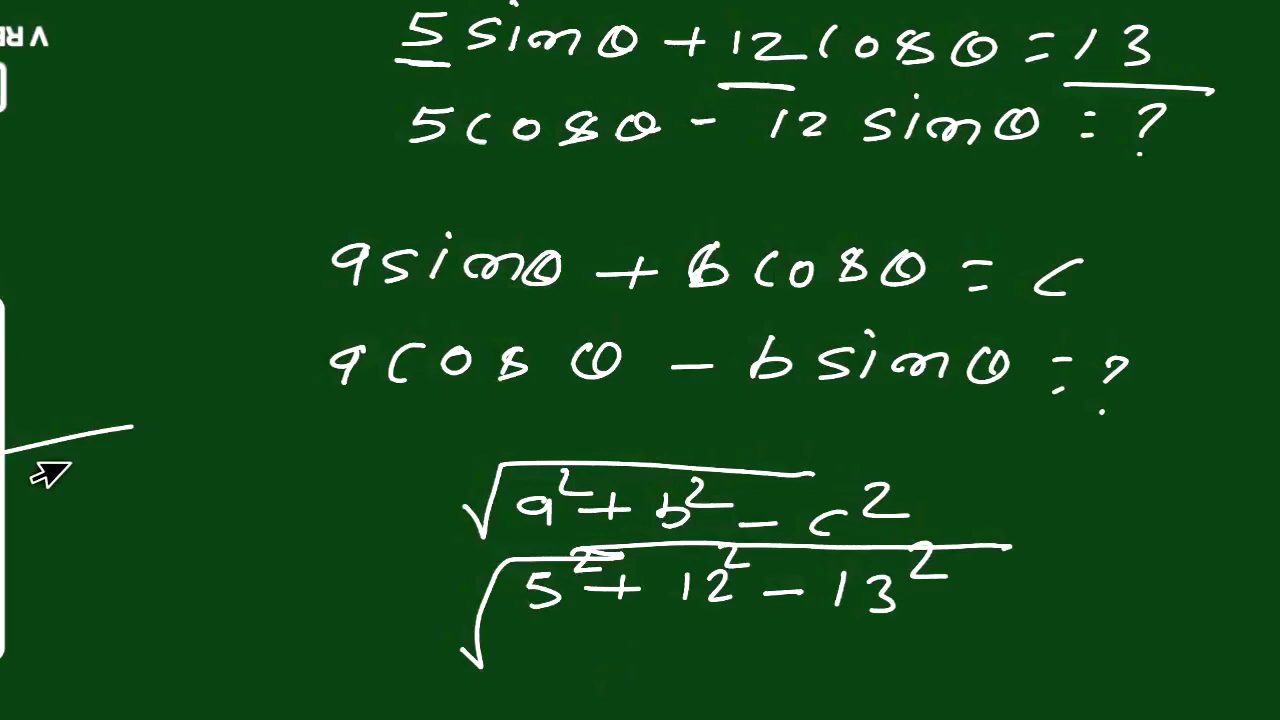 5 sinθ + 12 cosθ = 13
5 cosθ - 12 sinθ = ?
a sinθ + b cosθ = c
a cosθ - b sinθ = ?
√a² + b² - c²
√5² + 12² - 13²